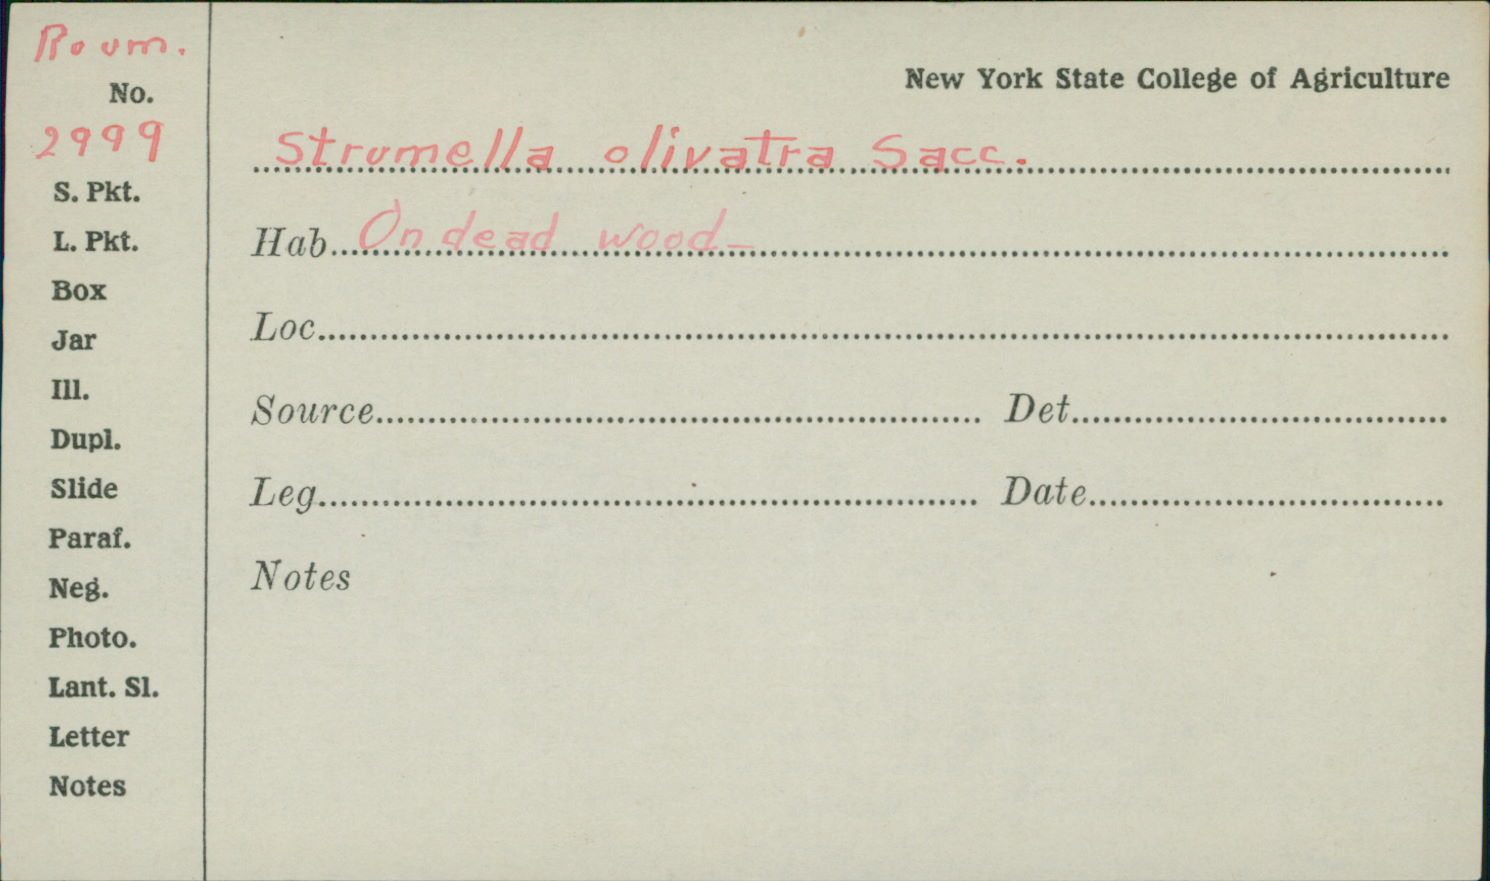 Roum.
No.
2999
S. Pkt.
L. Pkt.
Box
Jar
Ill.
Dupl.
Slide
Paraf.
Neg.
Photo.
Lant. Sl.
Letter
Notes
New York State College of Agriculture
Strumella olivatra Sacc.
Hab. On dead wood—
Loc.
Source. Det.
Leg. Date.
Notes